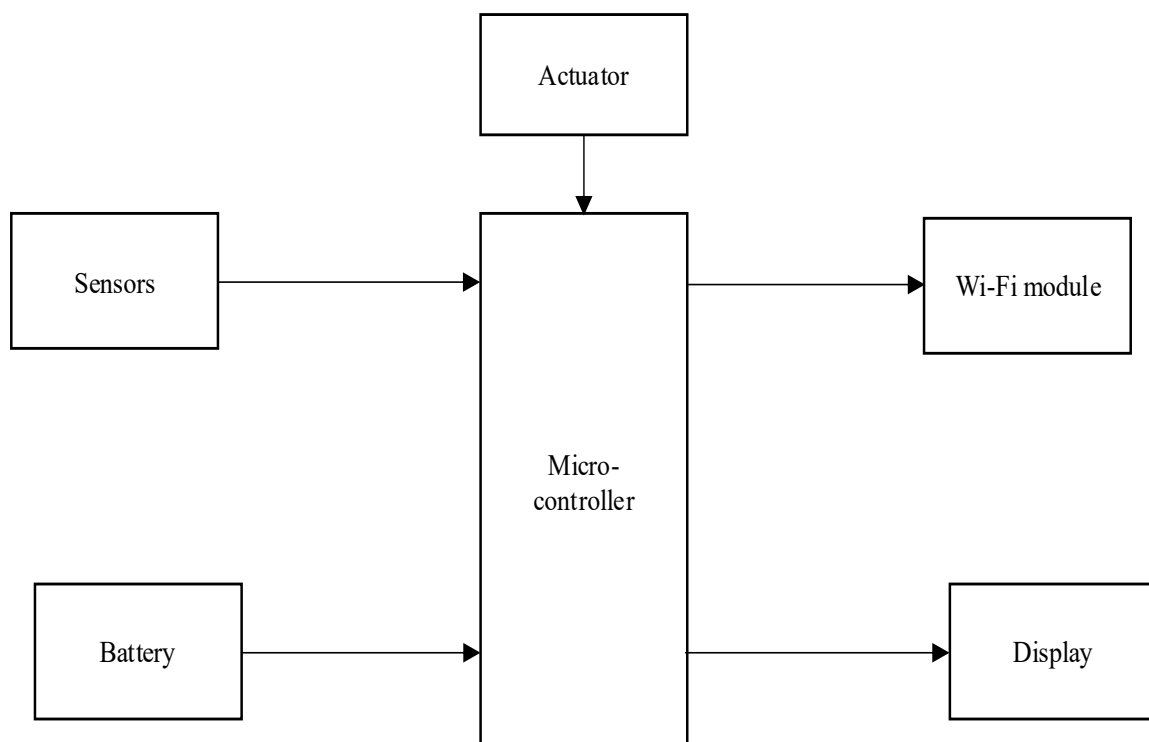 Actuator
Sensors
Wi-Fi module
Micro-
controller
Battery
Display